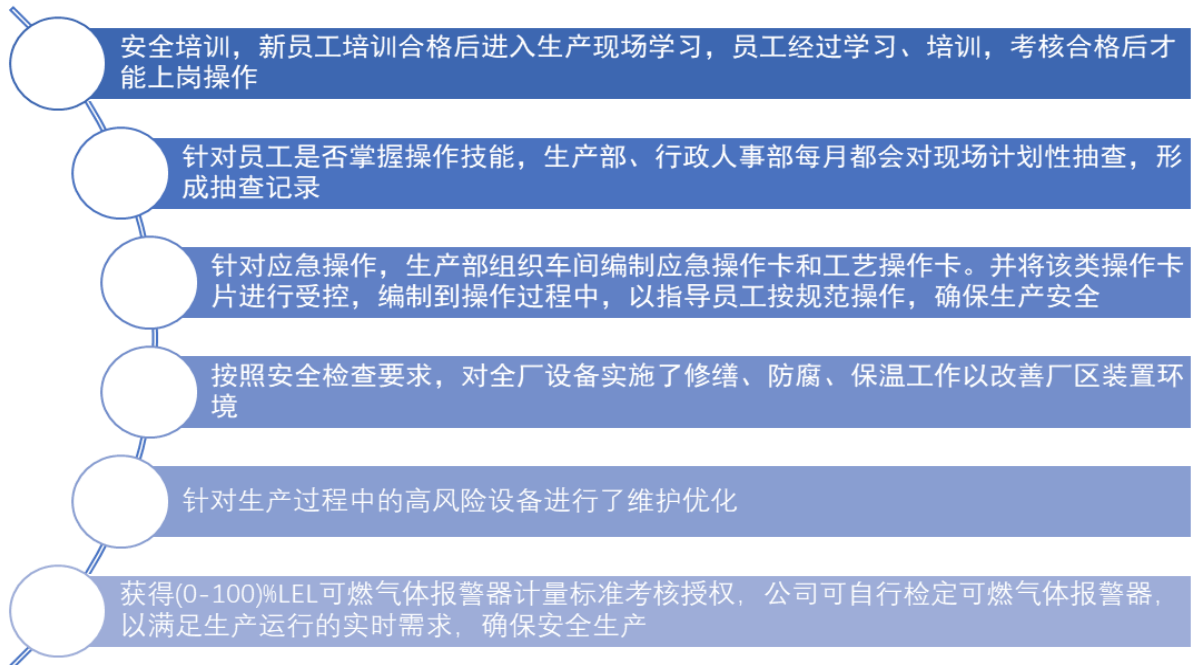 安全培训，新员工培训合格后进入生产现场学习，员工经过学习、培训，考核合格后才
能上岗操作
针对员工是否掌握操作技能，生产部、行政人事部每月都会对现场计划性抽查，形
成抽查记录
针对应急操作，生产部组织车间编制应急操作卡和工艺操作卡。并将该类操作卡
片进行受控，编制到操作过程中，以指导员工按规范操作，确保生产安全
按照安全检查要求，对全厂设备实施了修缮、防腐、保温工作以改善厂区装置环
境
针对生产过程中的高风险设备进行了维护优化
获得(0-100)%LEL可燃气体报警器计量标准考核授权，公司可自行检定可燃气体报警器，
以满足生产运行的实时需求，确保安全生产